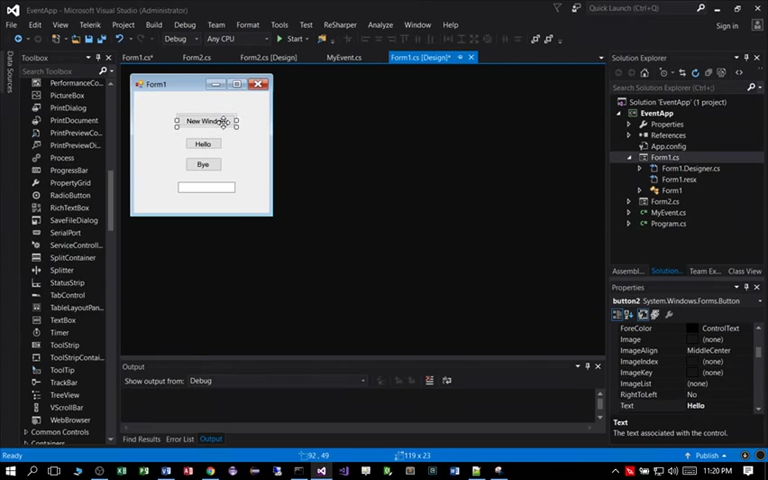 EventApp - Microsoft Visual Studio (Administrator)
Quick Launch (Ctrl+Q)
File Edit View Project Build Debug Team Format Tools Test ReSharper Analyze Window Help
Sign in
Debug Any CPU Start
Data Sources
Toolbox
Search Toolbox
PerformanceCo
PictureBox
PrintDialog
PrintDocument
PrintPreviewCo
PrintPreviewDi
Process
ProgressBar
PropertyGrid
RadioButton
RichTextBox
SaveFileDialog
SerialPort
ServiceControll
SplitContainer
Splitter
StatusStrip
TabControl
TableLayoutPan
TextBox
Timer
ToolStrip
ToolStripContai
ToolTip
TrackBar
TreeView
VScrollBar
WebBrowser
Common Controls
Containers
Form1.cs* Form2.cs Form2.cs [Design] MyEvent.cs Form1.cs [Design]*
Form1
New Window
Hello
Bye
Output
Show output from: Debug
Find Results Error List Output
Solution Explorer
Search Solution Explorer
Solution 'EventApp' (1 project)
EventApp
Properties
References
App.config
Form1.cs
Form1.Designer.cs
Form1.resx
Form1
Form2.cs
MyEvent.cs
Program.cs
Assembl... Solution... Team Ex... Class View
Properties
button2 System.Windows.Forms.Button
ForeColor ControlText
Image (none)
ImageAlign MiddleCenter
ImageIndex (none)
ImageKey (none)
ImageList (none)
RightToLeft No
Text Hello
Text
The text associated with the control.
Ready 92, 49 119 x 23 Publish
11:20 PM